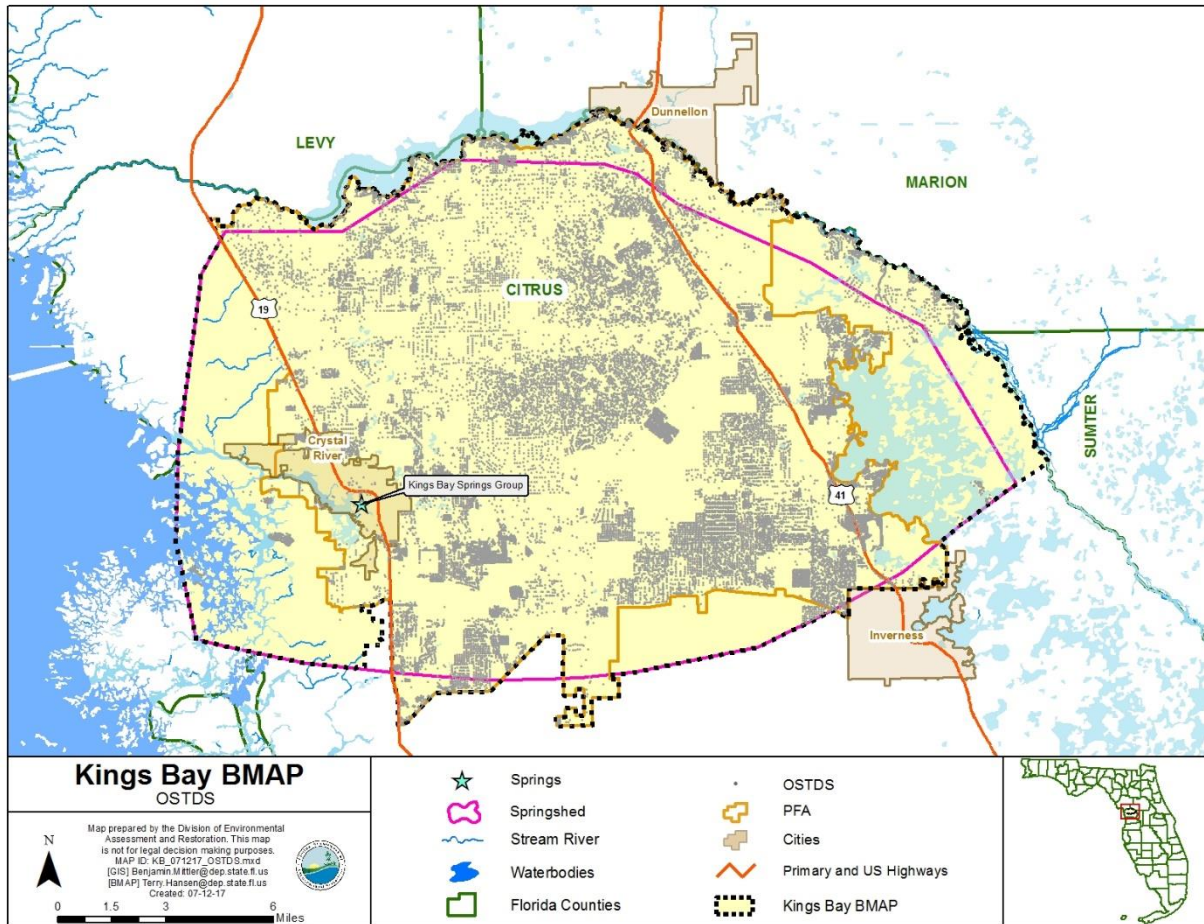 Dunnellon
LEVY
MARION
CITRUS
19
SUMTER
Crystal
River
Kings Bay Springs Group
41
Inverness
Kings Bay BMAP
OSTDS
Map prepared by the Division of Environmental
Assessment and Restoration. This map
is not for legal decision making purposes.
MAP ID: KB_071217_OSTDS.mxd
[GIS] Benjamin.Mittler@dep.state.fl.us
[BMAP] Terry.Hansen@dep.state.fl.us
Created: 07-12-17
N
0 1.5 3 6
Miles
Springs
Springshed
Stream River
Waterbodies
Florida Counties
OSTDS
PFA
Cities
Primary and US Highways
Kings Bay BMAP